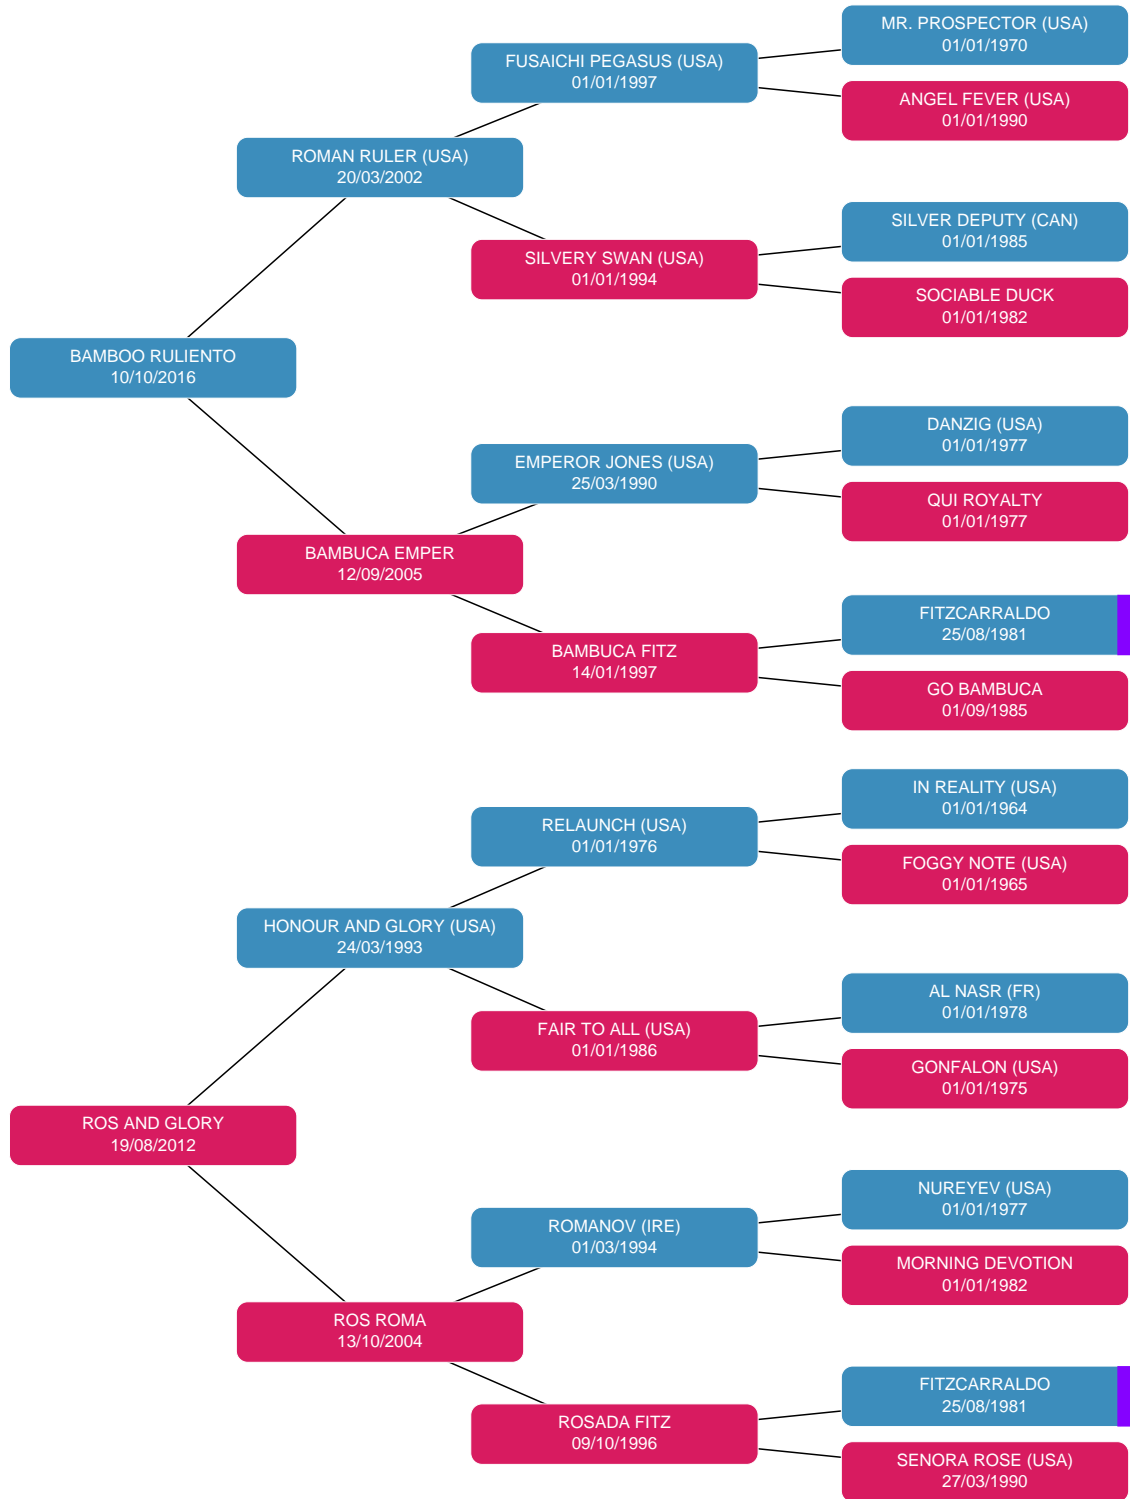 MR. PROSPECTOR (USA)
01/01/1970
FUSAICHI PEGASUS (USA)
01/01/1997
ANGEL FEVER (USA)
01/01/1990
ROMAN RULER (USA)
20/03/2002
SILVER DEPUTY (CAN)
01/01/1985
SILVERY SWAN (USA)
01/01/1994
SOCIABLE DUCK
01/01/1982
BAMBOO RULIENTO
10/10/2016
DANZIG (USA)
01/01/1977
EMPEROR JONES (USA)
25/03/1990
QUI ROYALTY
01/01/1977
BAMBUCA EMPER
12/09/2005
FITZCARRALDO
25/08/1981
BAMBUCA FITZ
14/01/1997
GO BAMBUCA
01/09/1985
IN REALITY (USA)
01/01/1964
RELAUNCH (USA)
01/01/1976
FOGGY NOTE (USA)
01/01/1965
HONOUR AND GLORY (USA)
24/03/1993
AL NASR (FR)
01/01/1978
FAIR TO ALL (USA)
01/01/1986
GONFALON (USA)
01/01/1975
ROS AND GLORY
19/08/2012
NUREYEV (USA)
01/01/1977
ROMANOV (IRE)
01/03/1994
MORNING DEVOTION
01/01/1982
ROS ROMA
13/10/2004
FITZCARRALDO
25/08/1981
ROSADA FITZ
09/10/1996
SENORA ROSE (USA)
27/03/1990